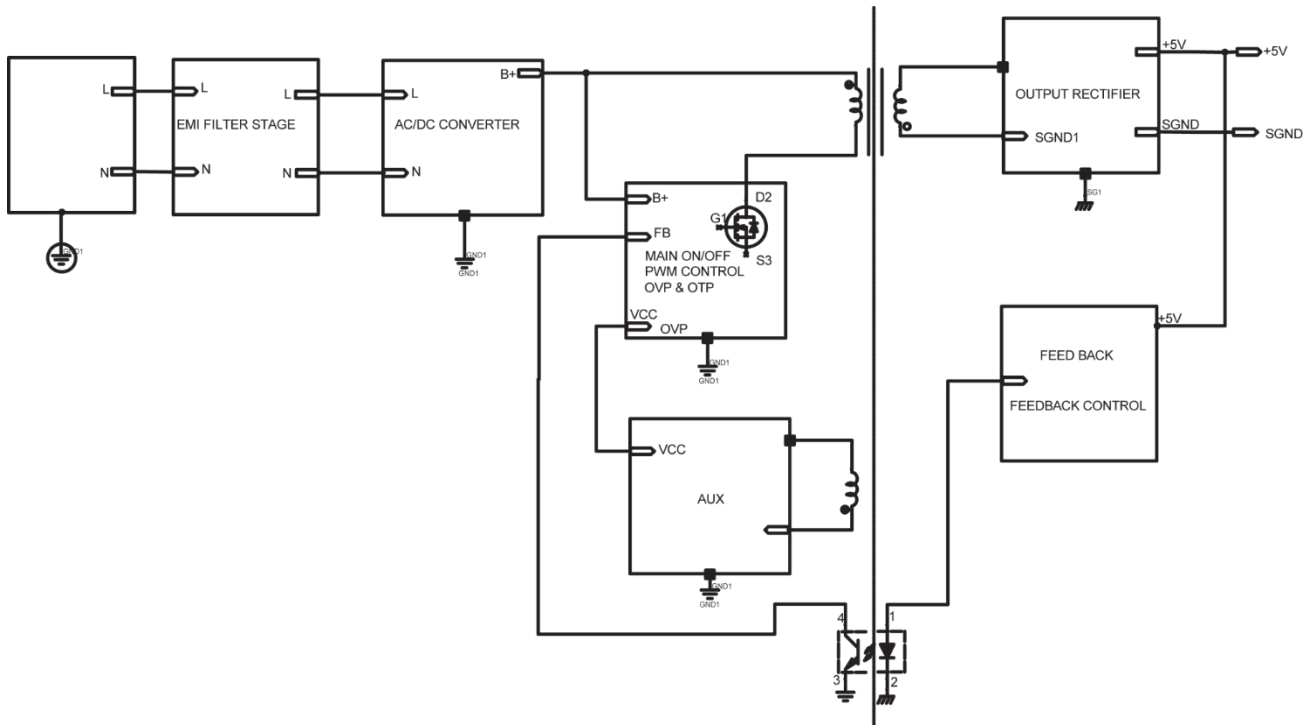 L
N
GND1
L
N
EMI FILTER STAGE
L
N
L
N
AC/DC CONVERTER
B+
GND1
GND1
B+
FB
G1
D2
S3
MAIN ON/OFF
PWM CONTROL
OVP & OTP
VCC
OVP
GND1
GND1
VCC
AUX
GND1
GND1
4
3
1
2
OUTPUT RECTIFIER
SGND1
+5V
SGND
SG1
+5V
SGND
+5V
FEED BACK
FEEDBACK CONTROL